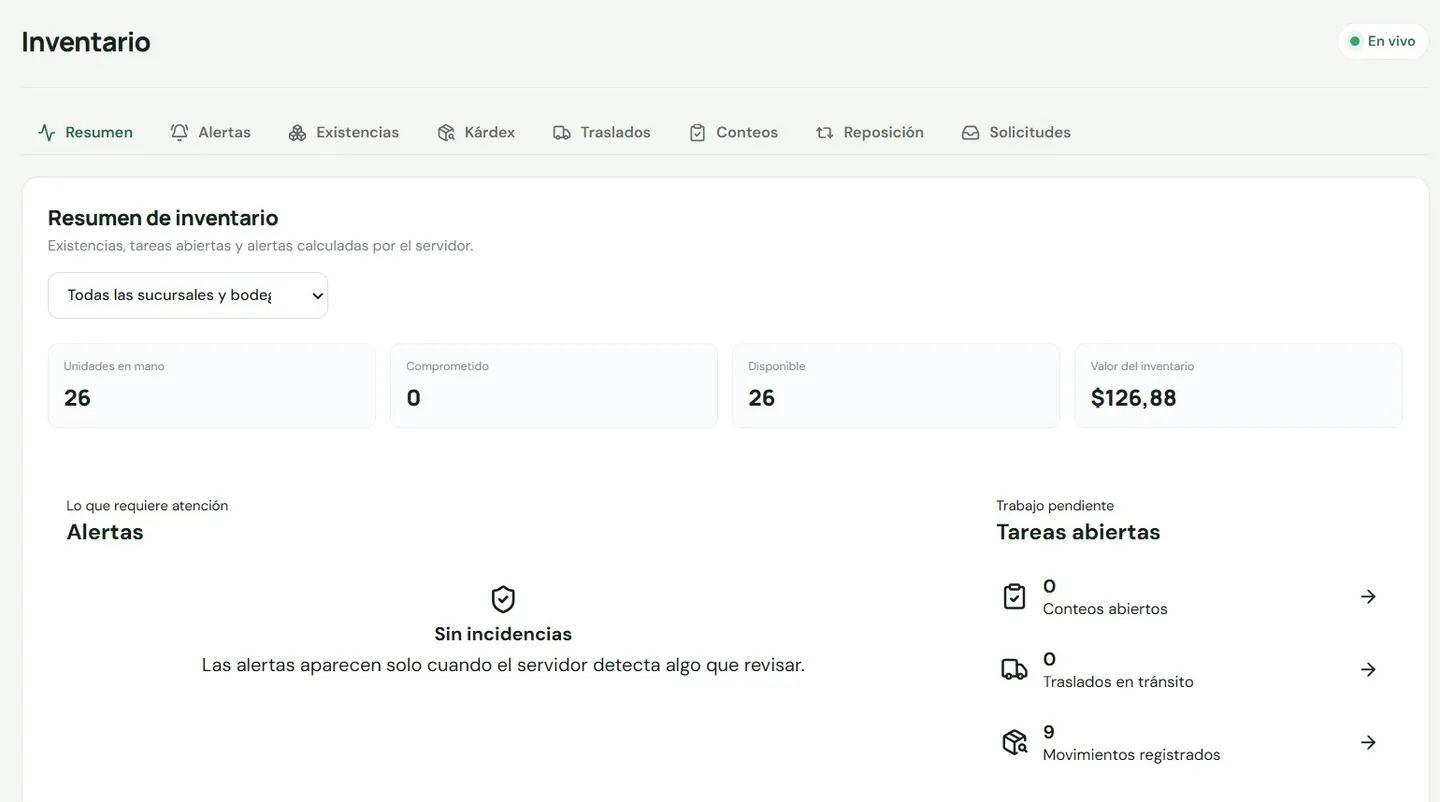 Inventario
En vivo
Resumen
Alertas
Existencias
Kárdex
Traslados
Conteos
Reposición
Solicitudes
Resumen de inventario
Existencias, tareas abiertas y alertas calculadas por el servidor.
Todas las sucursales y bodeg
Unidades en mano
26
Comprometido
0
Disponible
26
Valor del inventario
$126,88
Lo que requiere atención
Alertas
Sin incidencias
Las alertas aparecen solo cuando el servidor detecta algo que revisar.
Trabajo pendiente
Tareas abiertas
0
Conteos abiertos
0
Traslados en tránsito
9
Movimientos registrados